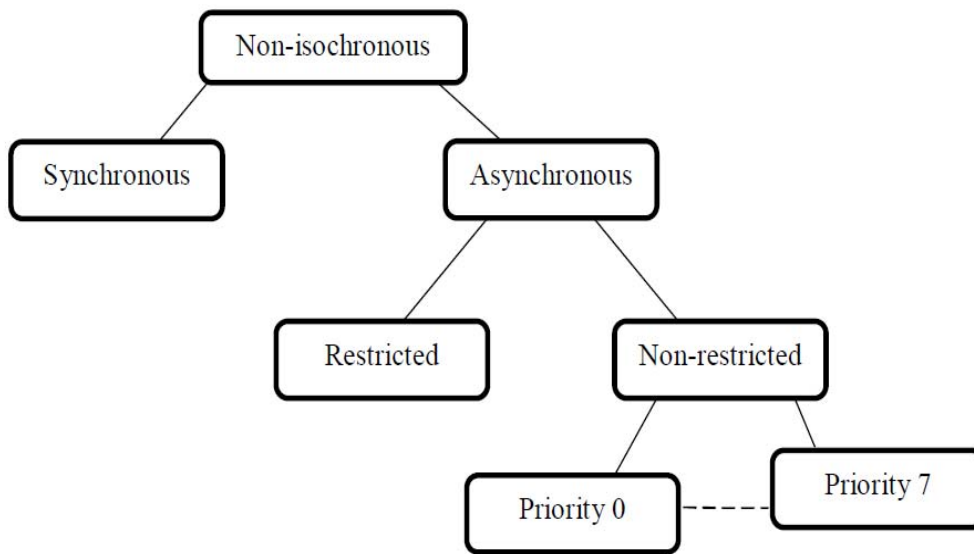 Non-isochronous
Synchronous
Asynchronous
Restricted
Non-restricted
Priority 0
Priority 7